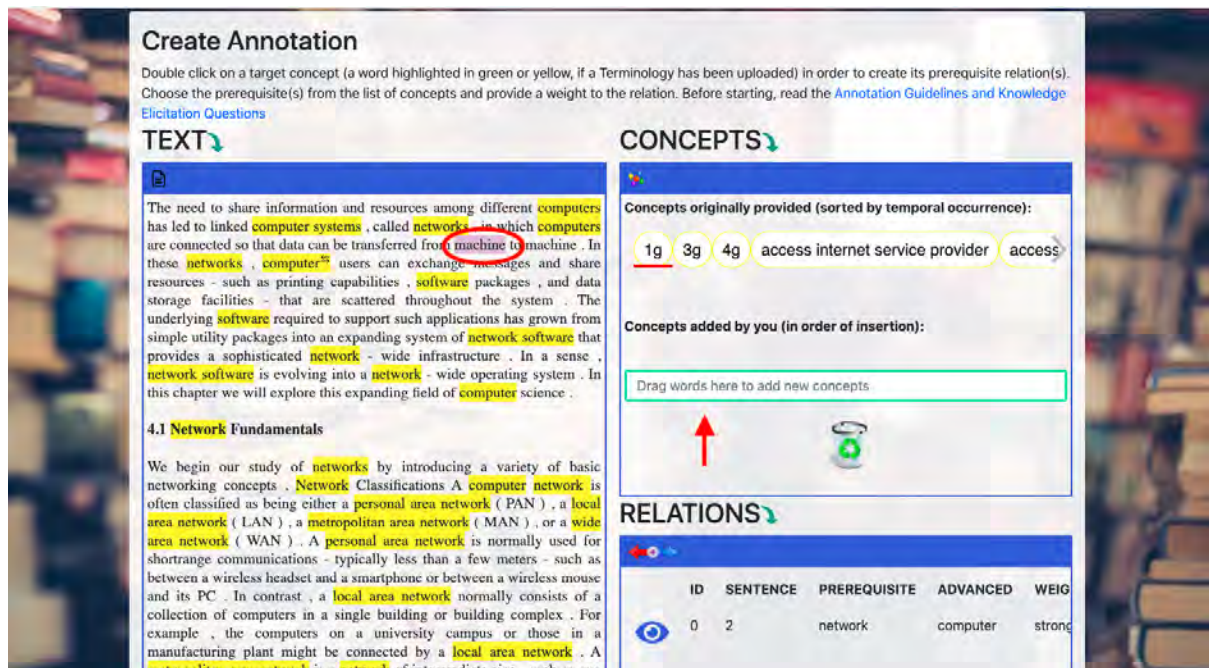 Create Annotation
Double click on a target concept (a word highlighted in green or yellow, if a Terminology has been uploaded) in order to create its prerequisite relation(s).
Choose the prerequisite(s) from the list of concepts and provide a weight to the relation. Before starting, read the Annotation Guidelines and Knowledge
Elicitation Questions
TEXT
The need to share information and resources among different computers
has led to linked computer systems , called networks , in which computers
are connected so that data can be transferred from machine to machine . In
these networks , computer users can exchange messages and share
resources - such as printing capabilities , software packages , and data
storage facilities - that are scattered throughout the system . The
underlying software required to support such applications has grown from
simple utility packages into an expanding system of network software that
provides a sophisticated network - wide infrastructure . In a sense ,
network software is evolving into a network - wide operating system . In
this chapter we will explore this expanding field of computer science .
4.1 Network Fundamentals
We begin our study of networks by introducing a variety of basic
networking concepts . Network Classifications A computer network is
often classified as being either a personal area network ( PAN ) , a local
area network ( LAN ) , a metropolitan area network ( MAN ) , or a wide
area network ( WAN ) . A personal area network is normally used for
shortrange communications - typically less than a few meters - such as
between a wireless headset and a smartphone or between a wireless mouse
and its PC . In contrast , a local area network normally consists of a
collection of computers in a single building or building complex . For
example , the computers on a university campus or those in a
manufacturing plant might be connected by a local area network . A
CONCEPTS
Concepts originally provided (sorted by temporal occurrence):
1g 3g 4g access internet service provider access
Concepts added by you (in order of insertion):
Drag words here to add new concepts
RELATIONS
ID SENTENCE PREREQUISITE ADVANCED WEIG
0 2 network computer strong